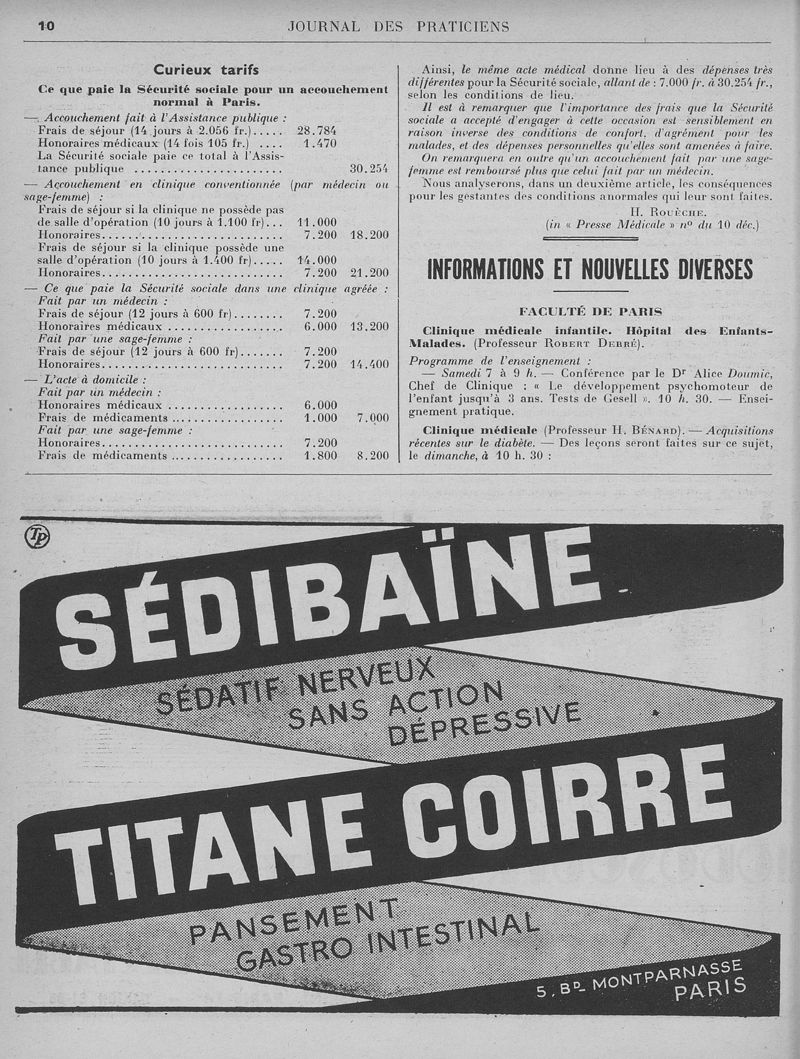 10
JOURNAL DES PRATICIENS
Curieux tarifs
Ce que paie la Sécurité sociale pour un accouchement
normal à Paris.
— Accouchement fait à l'Assistance publique :
Frais de séjour (14 jours à 2.056 fr.)..... 28.784
Honoraires médicaux (14 fois 105 fr.) .... 1.470
La Sécurité sociale paie ce total à l'Assis-
tance publique ....................... 30.254
— Accouchement en clinique conventionnée (par médecin ou
sage-femme) :
Frais de séjour si la clinique ne possède pas
de salle d'opération (10 jours à 1.100 fr)... 11.000
Honoraires............................ 7.200 18.200
Frais de séjour si la clinique possède une
salle d'opération (10 jours à 1.400 fr)..... 14.000
Honoraires............................ 7.200 21.200
— Ce que paie la Sécurité sociale dans une clinique agréée :
Fait par un médecin :
Frais de séjour (12 jours à 600 fr)........ 7.200
Honoraires médicaux .................. 6.000 13.200
Fait par une sage-femme :
Frais de séjour (12 jours à 600 fr)....... 7.200
Honoraires............................ 7.200 14.400
— L'acte à domicile :
Fait par un médecin :
Honoraires médicaux .................. 6.000
Frais de médicaments .................. 1.000 7.000
Fait par une sage-femme :
Honoraires............................ 7.200
Frais de médicaments .................. 1.800 8.200
Ainsi, le même acte médical donne lieu à des dépenses très
différentes pour la Sécurité sociale, allant de : 7.000 fr. à 30.254 fr.,
selon les conditions de lieu.
Il est à remarquer que l'importance des frais que la Sécurité
sociale a accepté d'engager à cette occasion est sensiblement en
raison inverse des conditions de confort, d'agrément pour les
malades, et des dépenses personnelles qu'elles sont amenées à faire.
On remarquera en outre qu'un accouchement fait par une sage-
femme est remboursé plus que celui fait par un médecin.
Nous analyserons, dans un deuxième article, les conséquences
pour les gestantes des conditions anormales qui leur sont faites.
H. ROUÈCHE.
(in « Presse Médicale » n° du 10 déc.)
INFORMATIONS ET NOUVELLES DIVERSES
FACULTÉ DE PARIS
Clinique médicale infantile. Hôpital des Enfants-
Malades. (Professeur ROBERT DEBRÉ).
Programme de l'enseignement :
— Samedi 7 à 9 h. — Conférence par le Dr Alice Doumic,
Chef de Clinique : « Le développement psychomoteur de
l'enfant jusqu'à 3 ans. Tests de Gesell ». 10 h. 30. — Ensei-
gnement pratique.
Clinique médicale (Professeur H. BÉNARD). — Acquisitions
récentes sur le diabète. — Des leçons seront faites sur ce sujet,
le dimanche, à 10 h. 30 :
TP
SÉDIBAÏNE
SÉDATIF NERVEUX
SANS ACTION
DÉPRESSIVE
TITANE COIRRE
PANSEMENT
GASTRO INTESTINAL
5, BD MONTPARNASSE
PARIS